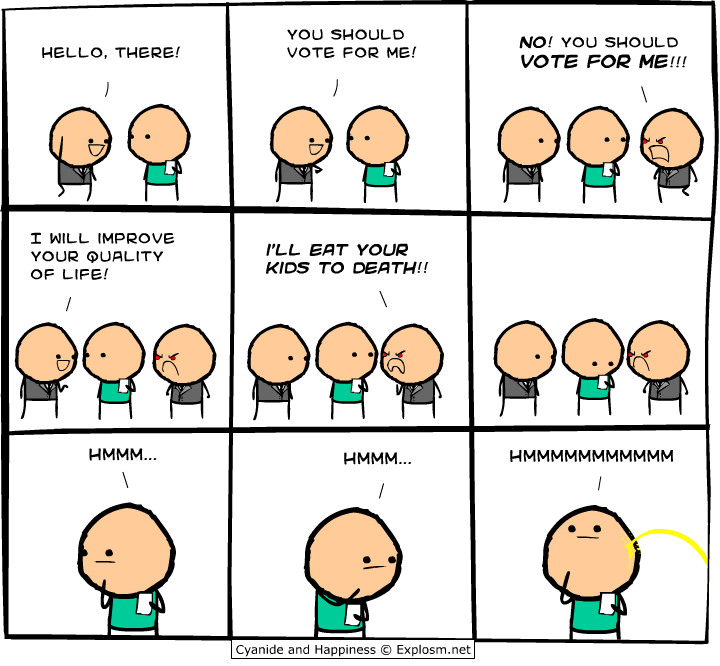 HELLO, THERE!
YOU SHOULD
VOTE FOR ME!
NO! YOU SHOULD
VOTE FOR ME!!!
I WILL IMPROVE
YOUR QUALITY
OF LIFE!
I'LL EAT YOUR
KIDS TO DEATH!!
HMMM...
HMMM...
HMMMMMMMMMMM
Cyanide and Happiness © Explosm.net